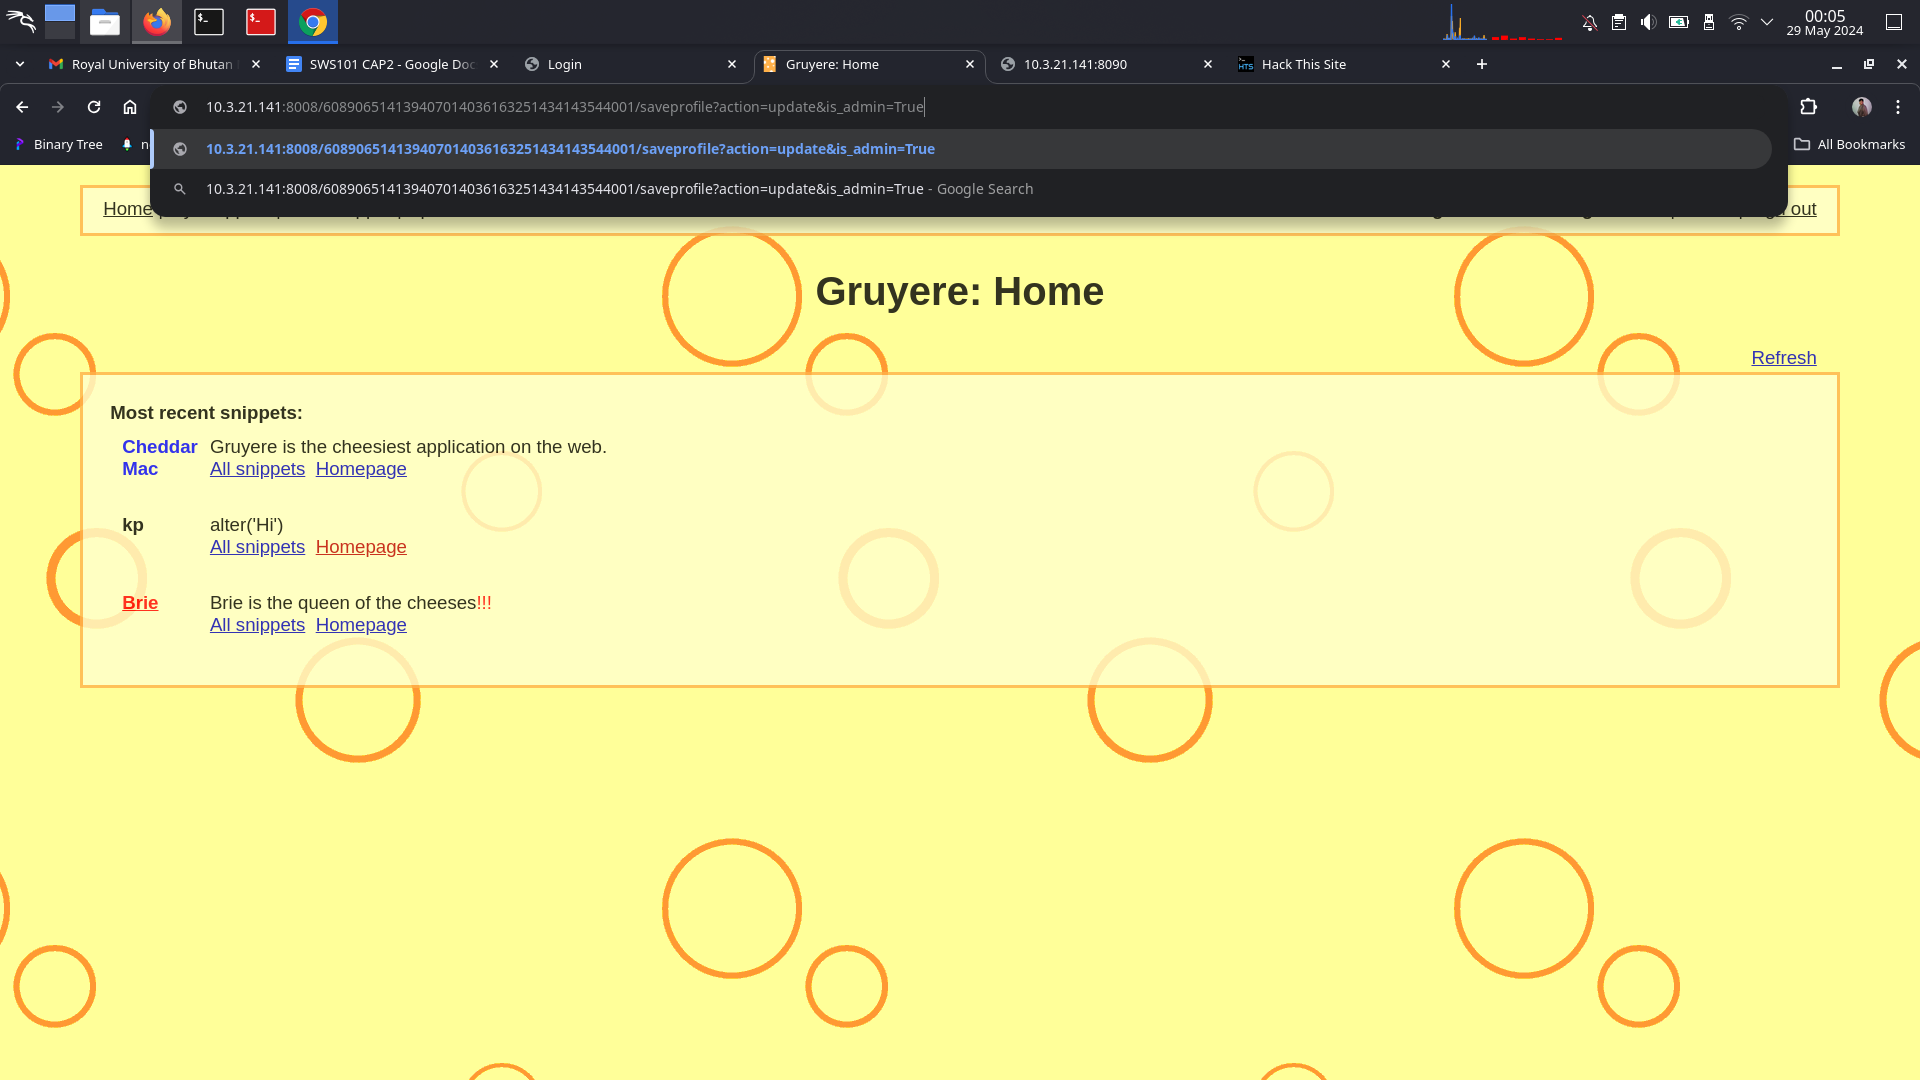 00:05
29 May 2024
Royal University of Bhutan
SWS101 CAP2 - Google Doc
Login
Gruyere: Home
10.3.21.141:8090
HTS
Hack This Site
10.3.21.141:8008/608906514139407014036163251434143544001/saveprofile?action=update&is_admin=True
Binary Tree
10.3.21.141:8008/608906514139407014036163251434143544001/saveprofile?action=update&is_admin=True
All Bookmarks
10.3.21.141:8008/608906514139407014036163251434143544001/saveprofile?action=update&is_admin=True - Google Search
Home
out
Gruyere: Home
Refresh
Most recent snippets:
Cheddar Gruyere is the cheesiest application on the web.
Mac All snippets Homepage
kp alter('Hi')
All snippets Homepage
Brie Brie is the queen of the cheeses!!!
All snippets Homepage